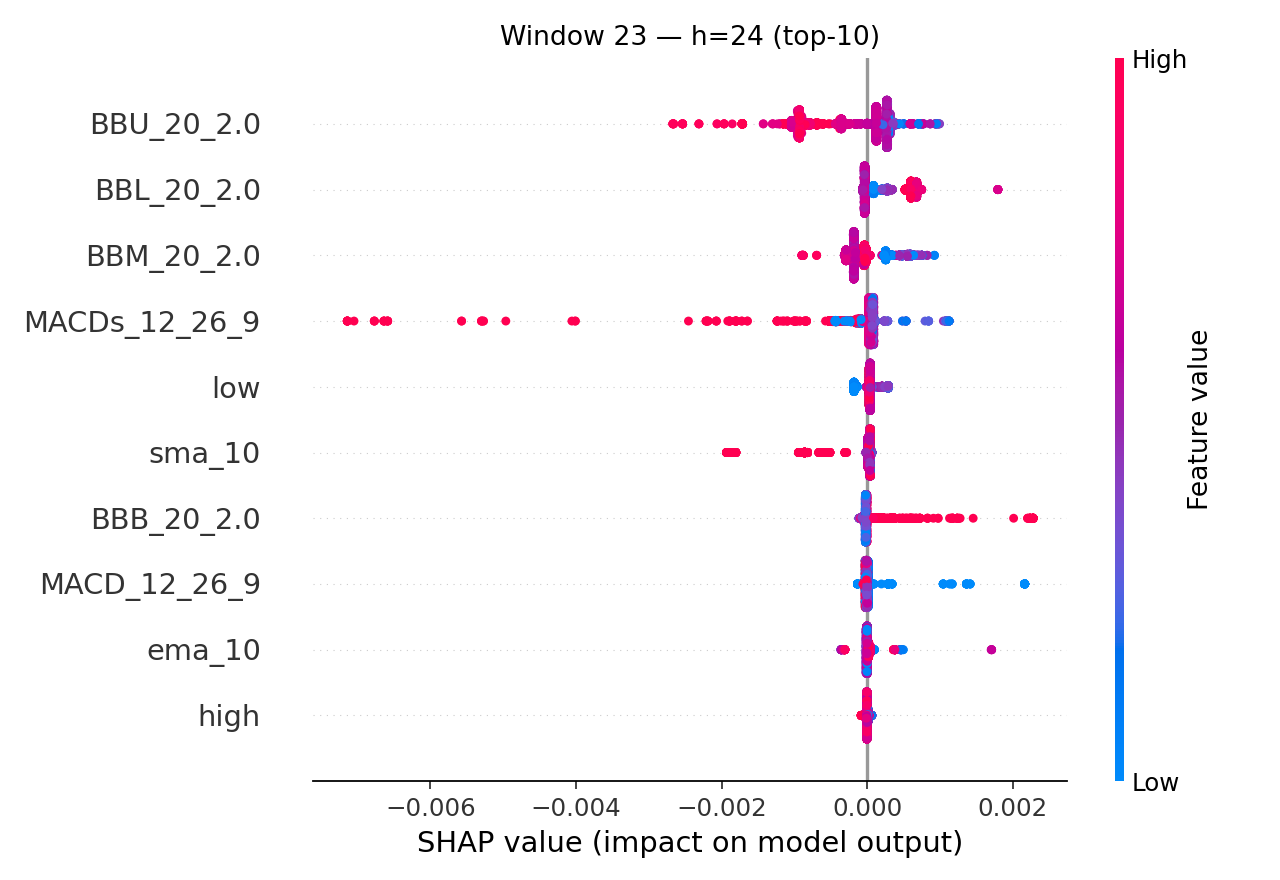 Window 23 — h=24 (top-10)
High
BBU_20_2.0
BBL_20_2.0
BBM_20_2.0
MACDs_12_26_9
low
sma_10
BBB_20_2.0
MACD_12_26_9
ema_10
high
Feature value
Low
−0.006 −0.004 −0.002 0.000 0.002
SHAP value (impact on model output)